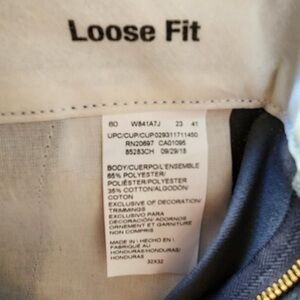 Loose Fit
60 W841A7J 23 41
UPC/CUP/CUP029311711450
RN20697 CA01095
85283CH 09/29/15
BODY/CUERPO/L'ENSEMBLE
65% POLYESTER/
POLIÉSTER/POLYESTER
35% COTTON/ALGODÓN/
COTON
EXCLUSIVE OF DECORATION/
TRIMMINGS
EXCLUSIVO PARA
DECORACIÓN/ADORNOS
ORNEMENT ET GARNITURE
NON COMPRIS
MADE IN / HECHO EN /
FABRIQUÉ AU HONDURAS/
HONDURAS/HONDURAS
32X32